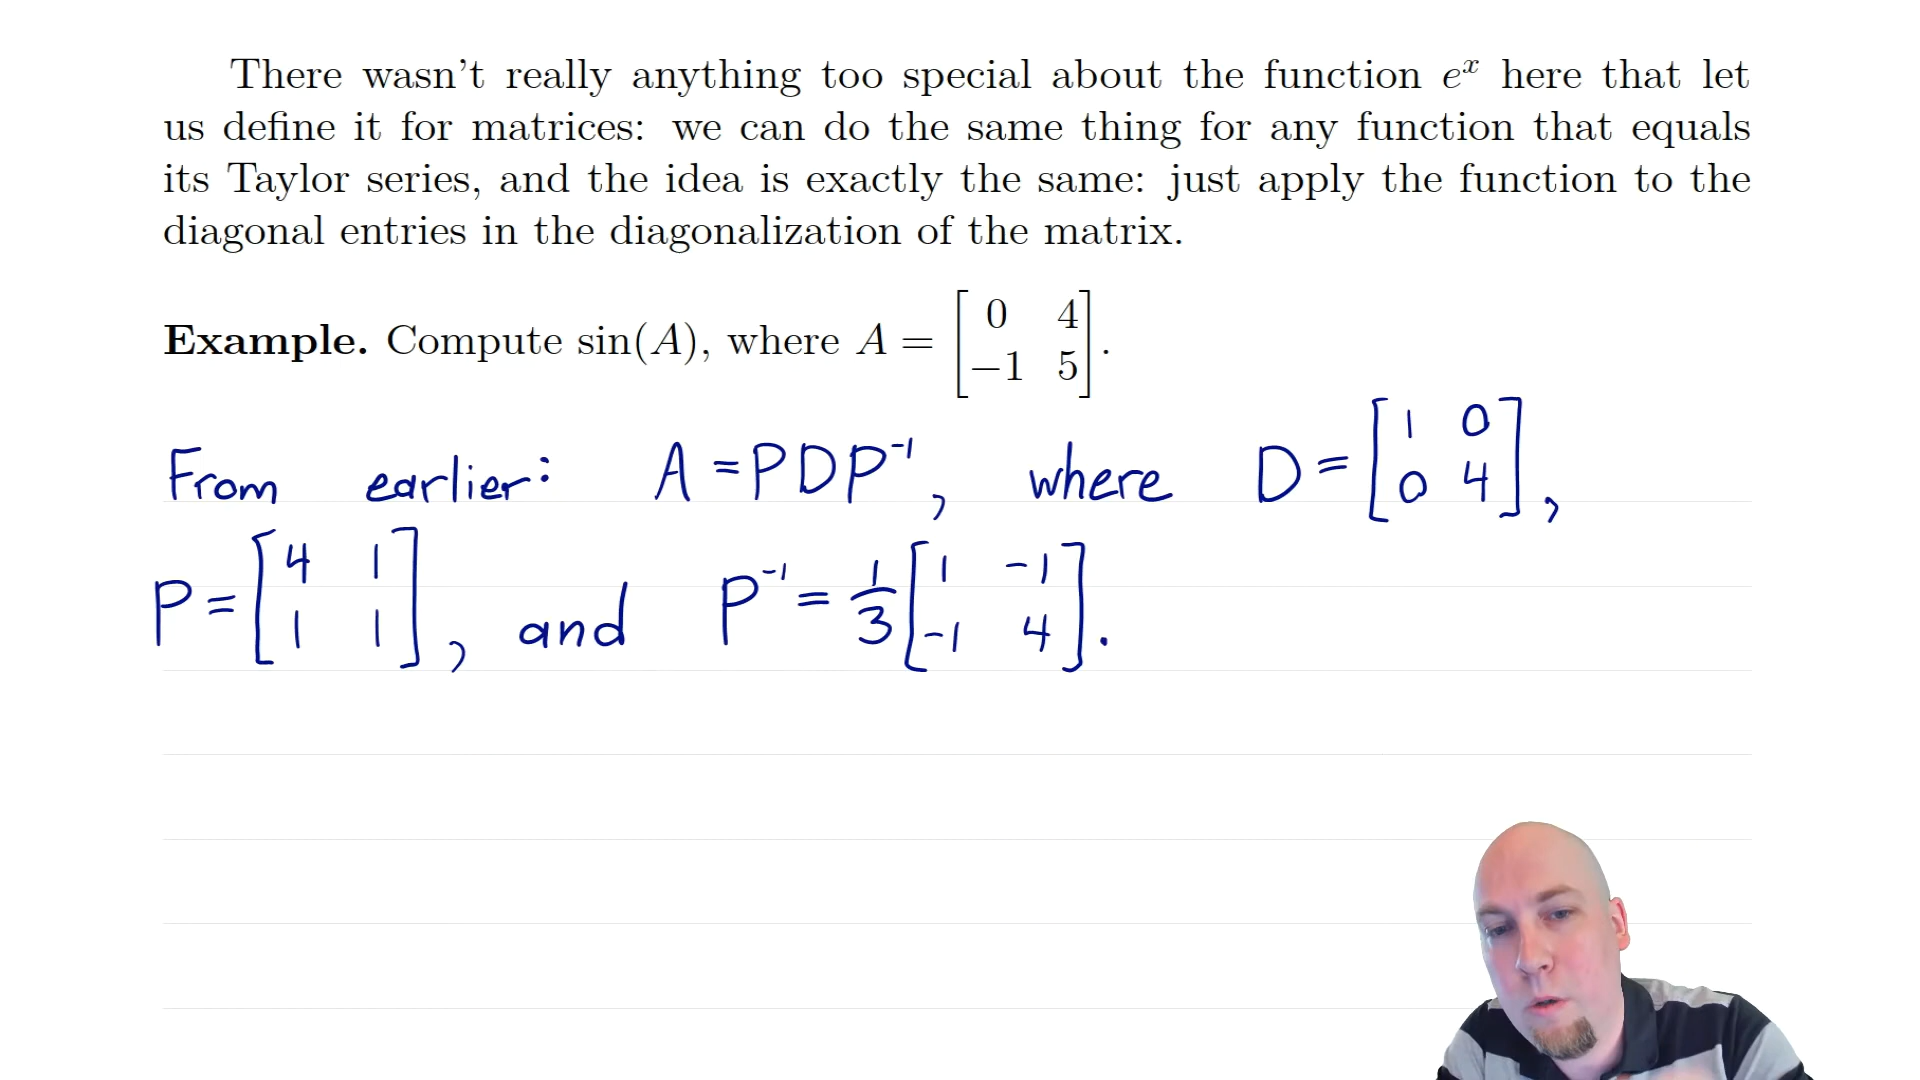 There wasn't really anything too special about the function e^x here that let
us define it for matrices: we can do the same thing for any function that equals
its Taylor series, and the idea is exactly the same: just apply the function to the
diagonal entries in the diagonalization of the matrix.
Example. Compute sin(A), where A = [0 4; −1 5].
From earlier: A = PDP^-1, where D = [1 0; 0 4],
P = [4 1; 1 1], and P^-1 = 1/3 [1 -1; -1 4].